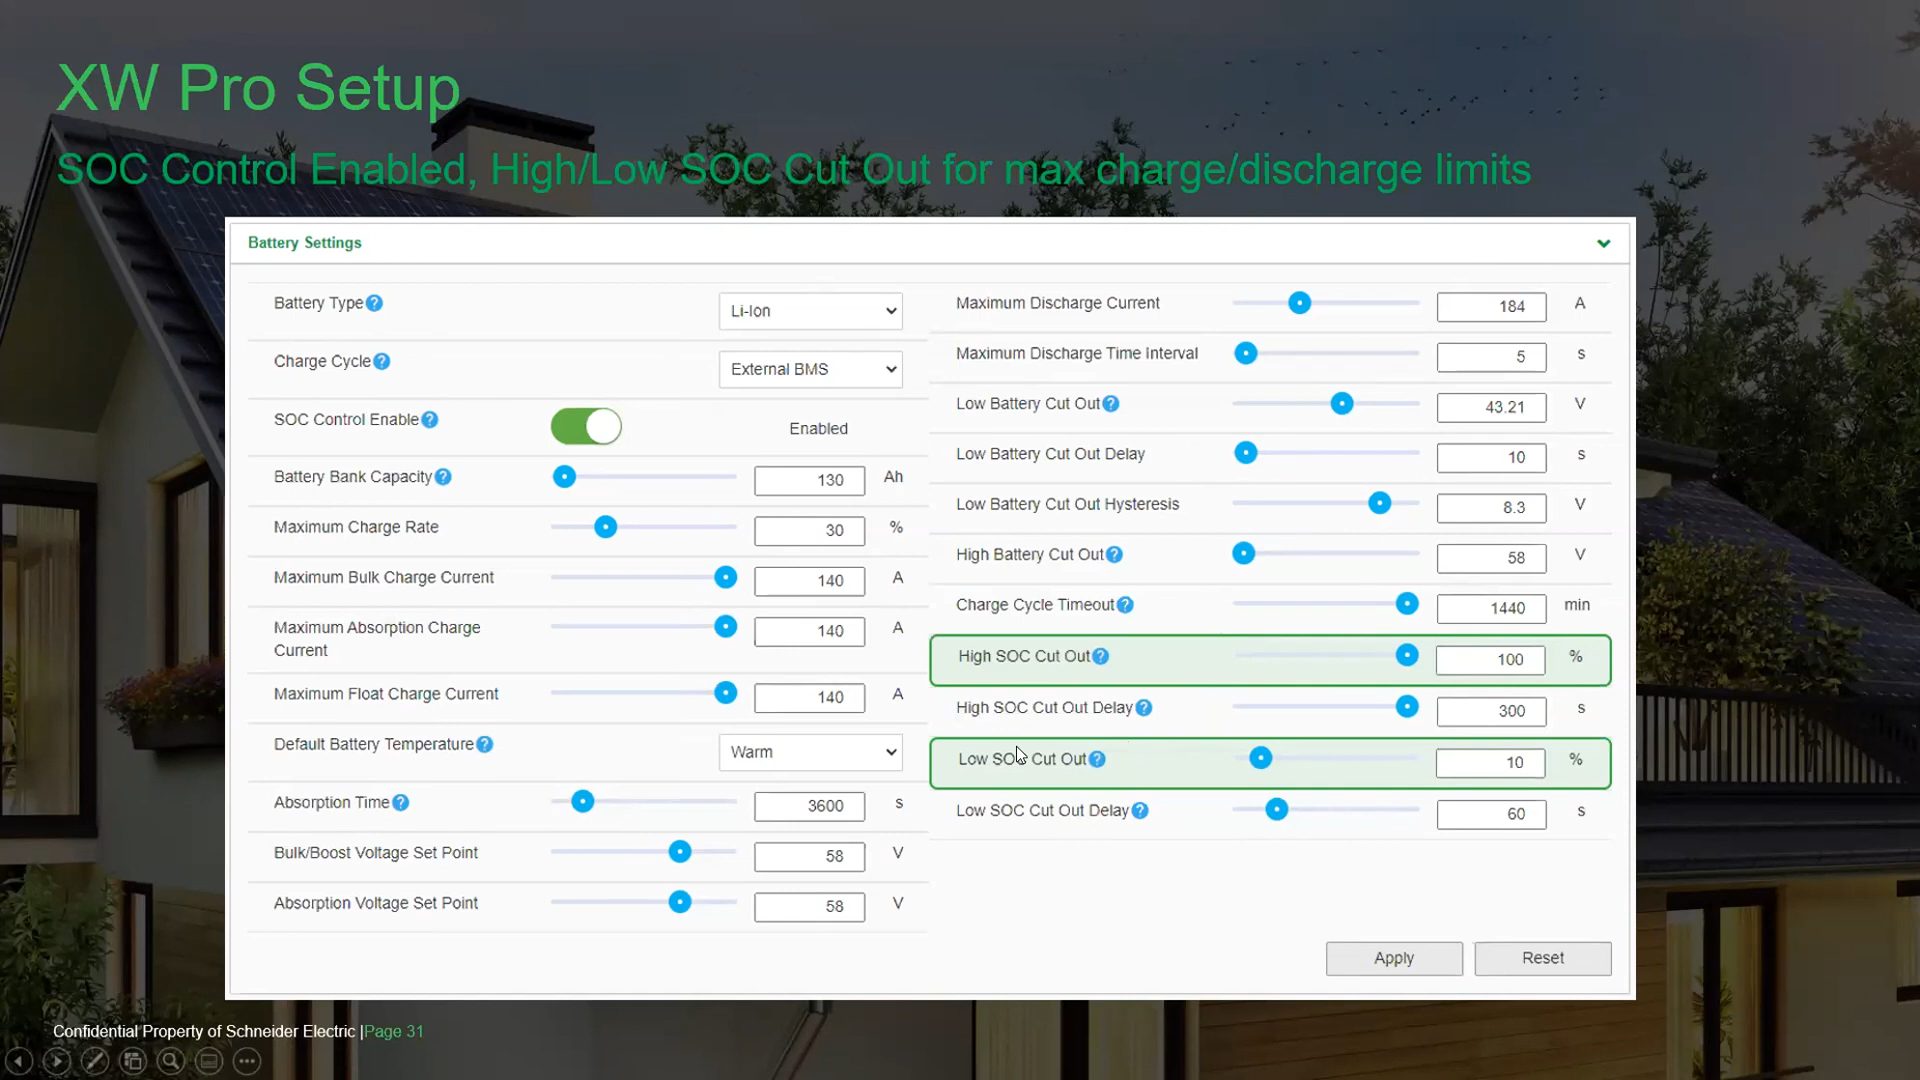 XW Pro Setup
SOC Control Enabled, High/Low SOC Cut Out for max charge/discharge limits
Battery Settings
Battery Type ?
Li-Ion
Charge Cycle ?
External BMS
SOC Control Enable ?
Enabled
Battery Bank Capacity ?
130 Ah
Maximum Charge Rate
30 %
Maximum Bulk Charge Current
140 A
Maximum Absorption Charge
Current
140 A
Maximum Float Charge Current
140 A
Default Battery Temperature ?
Warm
Absorption Time ?
3600 s
Bulk/Boost Voltage Set Point
58 V
Absorption Voltage Set Point
58 V
Maximum Discharge Current
184 A
Maximum Discharge Time Interval
5 s
Low Battery Cut Out ?
43.21 V
Low Battery Cut Out Delay
10 s
Low Battery Cut Out Hysteresis
8.3 V
High Battery Cut Out ?
58 V
Charge Cycle Timeout ?
1440 min
High SOC Cut Out ?
100 %
High SOC Cut Out Delay ?
300 s
Low SOC Cut Out ?
10 %
Low SOC Cut Out Delay ?
60 s
Apply
Reset
Confidential Property of Schneider Electric |Page 31